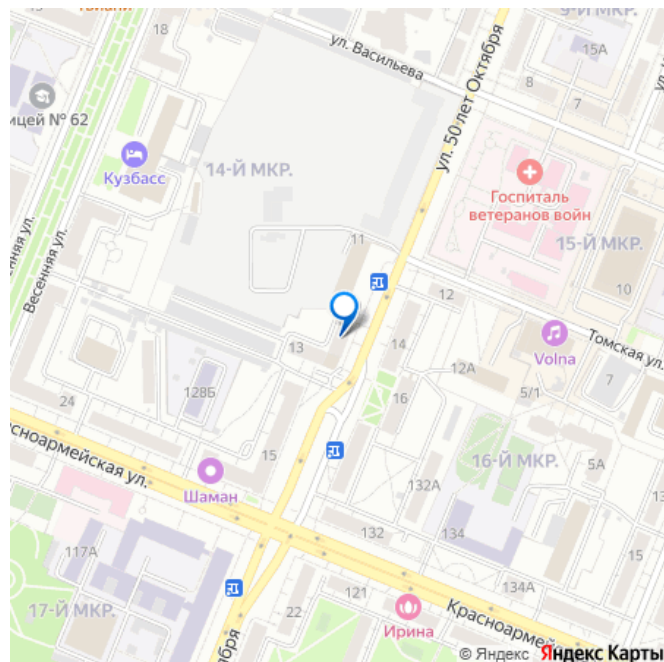 18
9-Й МКР.
ул. Васильева
15А
8
7
ицей № 62
Кузбасс
14-Й МКР.
ул. 50 лет Октября
Госпиталь
ветеранов войн
15-Й МКР.
Весенняя ул.
11
10
12
Томская ул.
Volna
13
14
12А
7
5/1
128Б
24
16
16-Й МКР.
5А
сноармейская ул.
15
Шаман
132А
132
134
15
117А
134А
121
22
17-Й МКР.
Ирина
Красноармей
© Яндекс Яндекс Карты